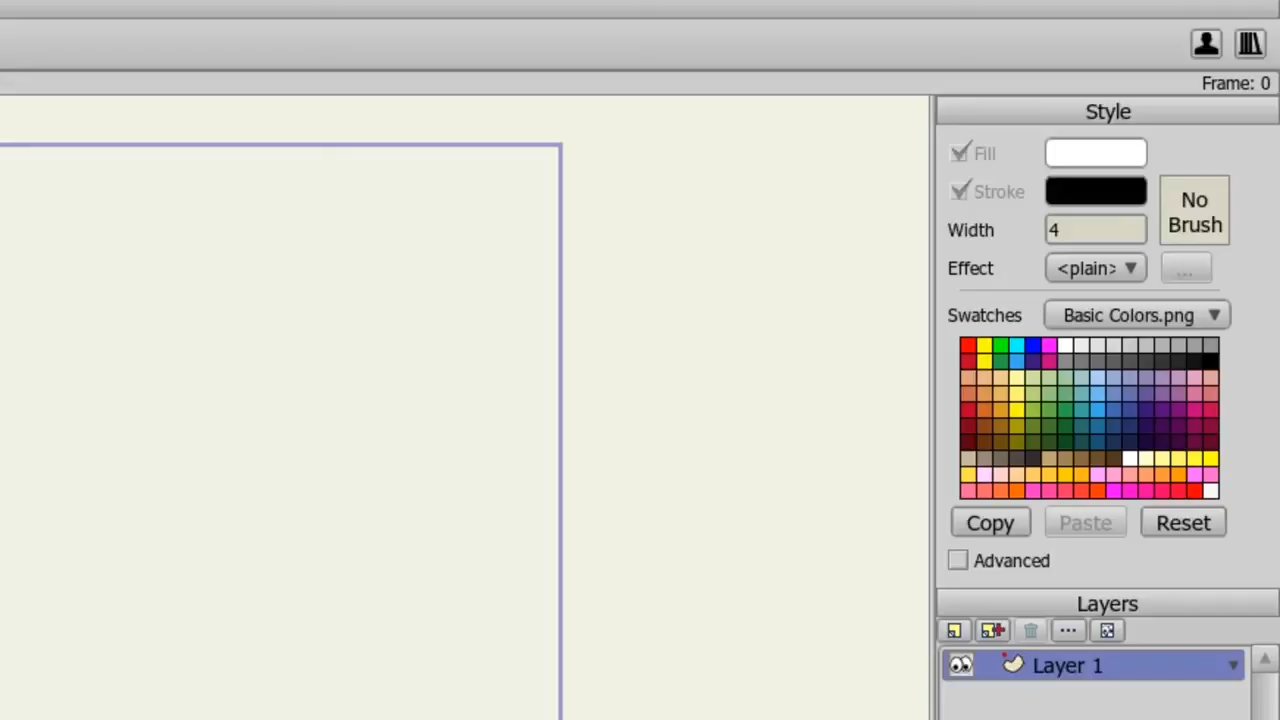 Frame: 0
Style
Fill
Stroke
No
Brush
Width 4
Effect <plain> ...
Swatches Basic Colors.png
Copy Paste Reset
Advanced
Layers
Layer 1